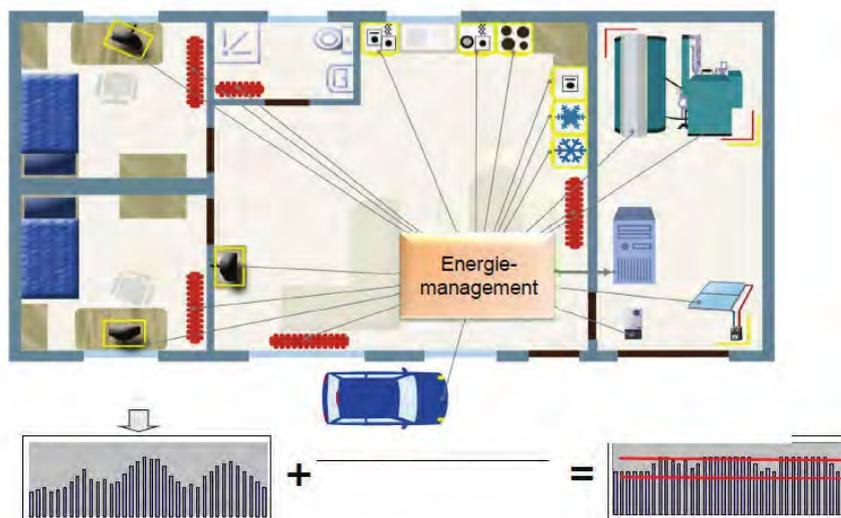 Energie-
management
+
=